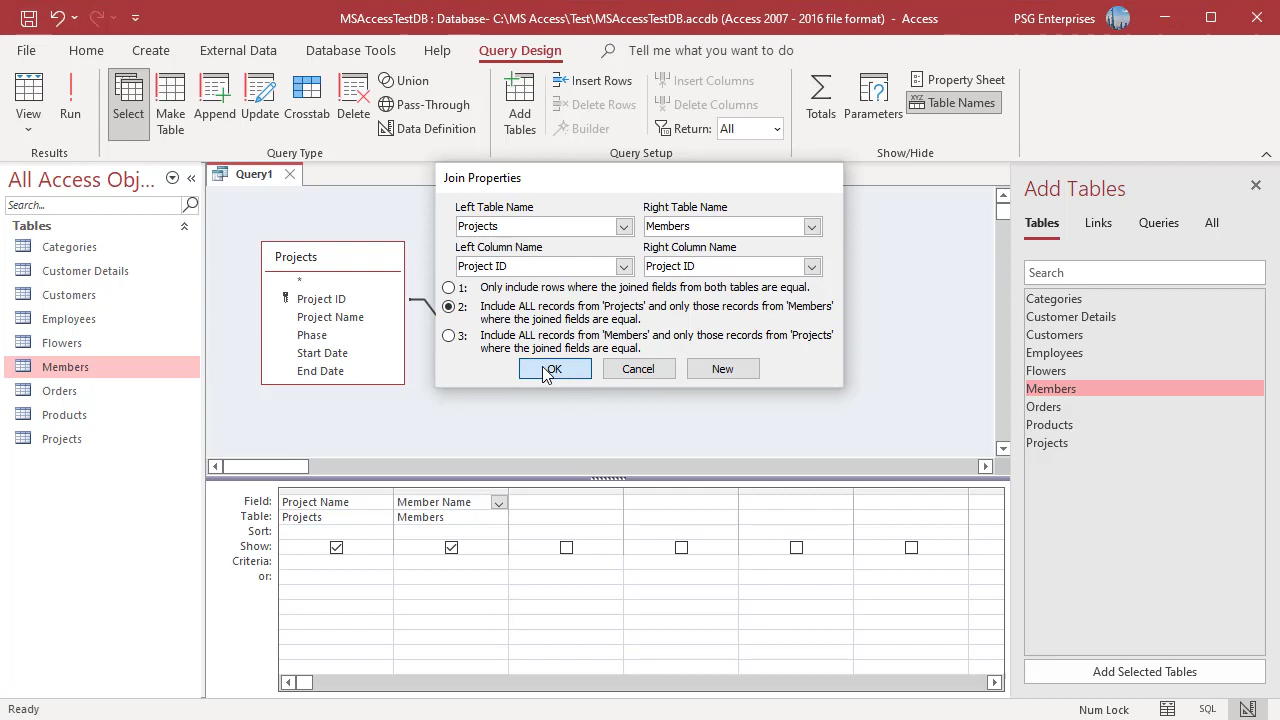 MSAccessTestDB : Database- C:\MS Access\Test\MSAccessTestDB.accdb (Access 2007 - 2016 file format) - Access
PSG Enterprises
File
Home
Create
External Data
Database Tools
Help
Query Design
Tell me what you want to do
View
Run
Select
Make Table
Append
Update
Crosstab
Delete
Union
Pass-Through
Data Definition
Add Tables
Insert Rows
Delete Rows
Builder
Insert Columns
Delete Columns
Return: All
Totals
Parameters
Property Sheet
Table Names
Results
Query Type
Query Setup
Show/Hide
All Access Obj...
Search...
Tables
Categories
Customer Details
Customers
Employees
Flowers
Members
Orders
Products
Projects
Query1
Projects
*
Project ID
Project Name
Phase
Start Date
End Date
Join Properties
Left Table Name
Right Table Name
Projects
Members
Left Column Name
Right Column Name
Project ID
Project ID
1: Only include rows where the joined fields from both tables are equal.
2: Include ALL records from 'Projects' and only those records from 'Members'
where the joined fields are equal.
3: Include ALL records from 'Members' and only those records from 'Projects'
where the joined fields are equal.
OK
Cancel
New
Field: Project Name Member Name
Table: Projects Members
Sort:
Show:
Criteria:
or:
Add Tables
Tables
Links
Queries
All
Search
Categories
Customer Details
Customers
Employees
Flowers
Members
Orders
Products
Projects
Add Selected Tables
Ready
Num Lock
SQL